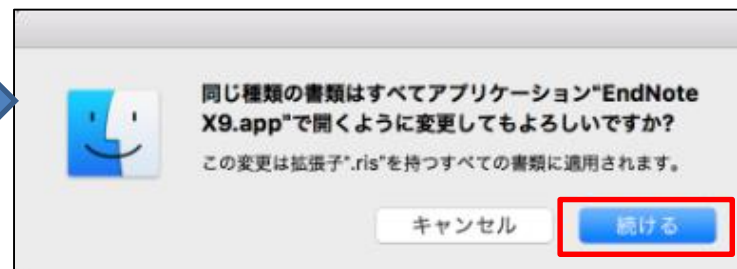 同じ種類の書類はすべてアプリケーション"EndNote
X9.app"で開くように変更してもよろしいですか?
この変更は拡張子".ris"を持つすべての書類に適用されます。
キャンセル
続ける